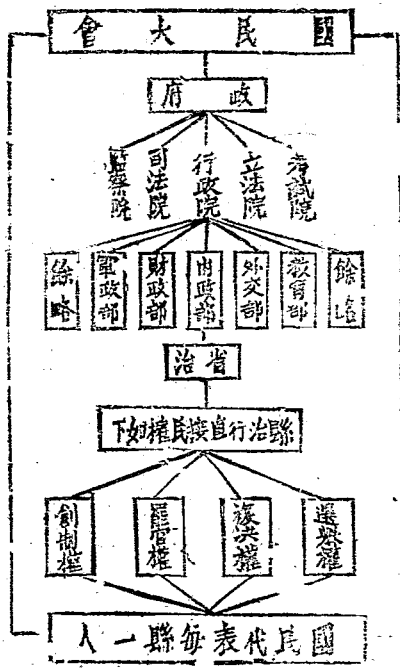 國民大會
政府
考試院
立法院
行政院
司法院
監察院
餘略
教育部
外交部
內政部
財政部
軍政部
餘略
省治
縣治行直接民權如下
選舉權
複決權
罷官權
創制權
國民代表每縣一人